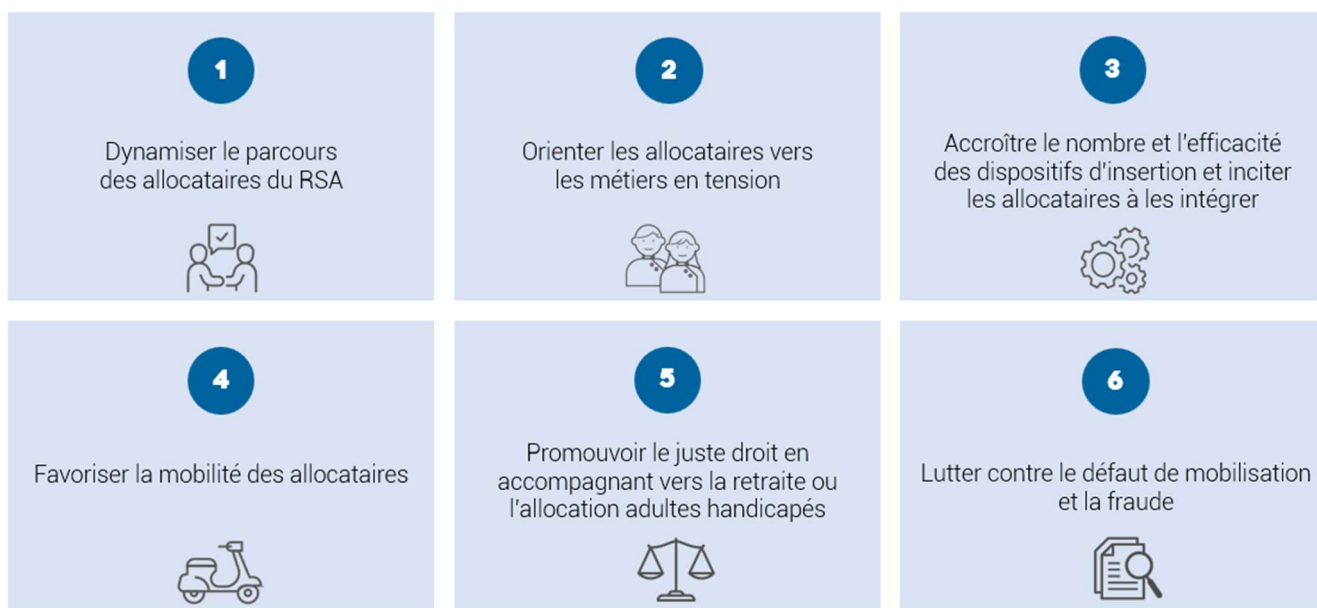 1
Dynamiser le parcours
des allocataires du RSA
2
Orienter les allocataires vers
les métiers en tension
3
Accroître le nombre et l'efficacité
des dispositifs d'insertion et inciter
les allocataires à les intégrer
4
Favoriser la mobilité des allocataires
5
Promouvoir le juste droit en
accompagnant vers la retraite ou
l'allocation adultes handicapés
6
Lutter contre le défaut de mobilisation
et la fraude